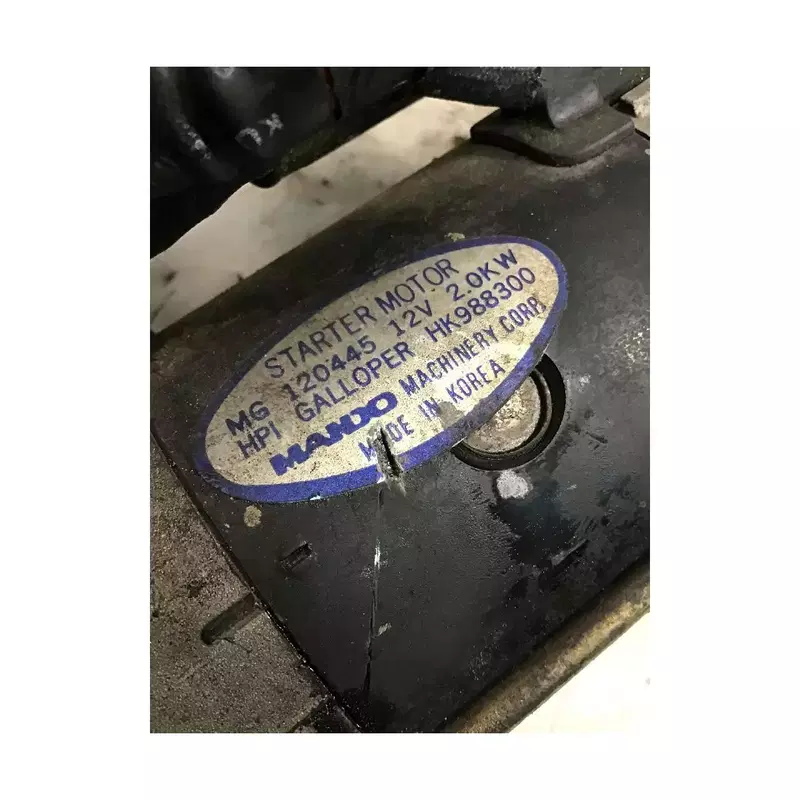 STARTER MOTOR
MG 120445 12V 2.0KW
HPI GALLOPER HK988300
MANDO MACHINERY CORP.
MADE IN KOREA